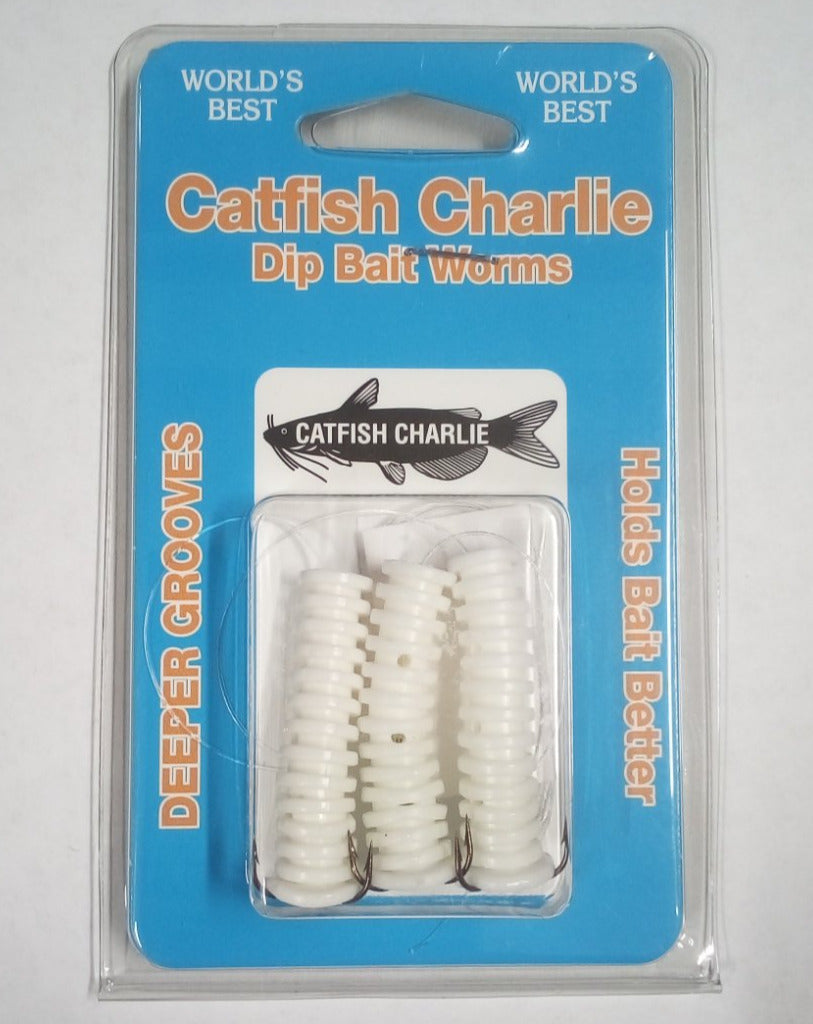 WORLD'S
BEST
WORLD'S
BEST
Catfish Charlie
Dip Bait Worms
CATFISH CHARLIE
DEEPER GROOVES
Holds Bait Better